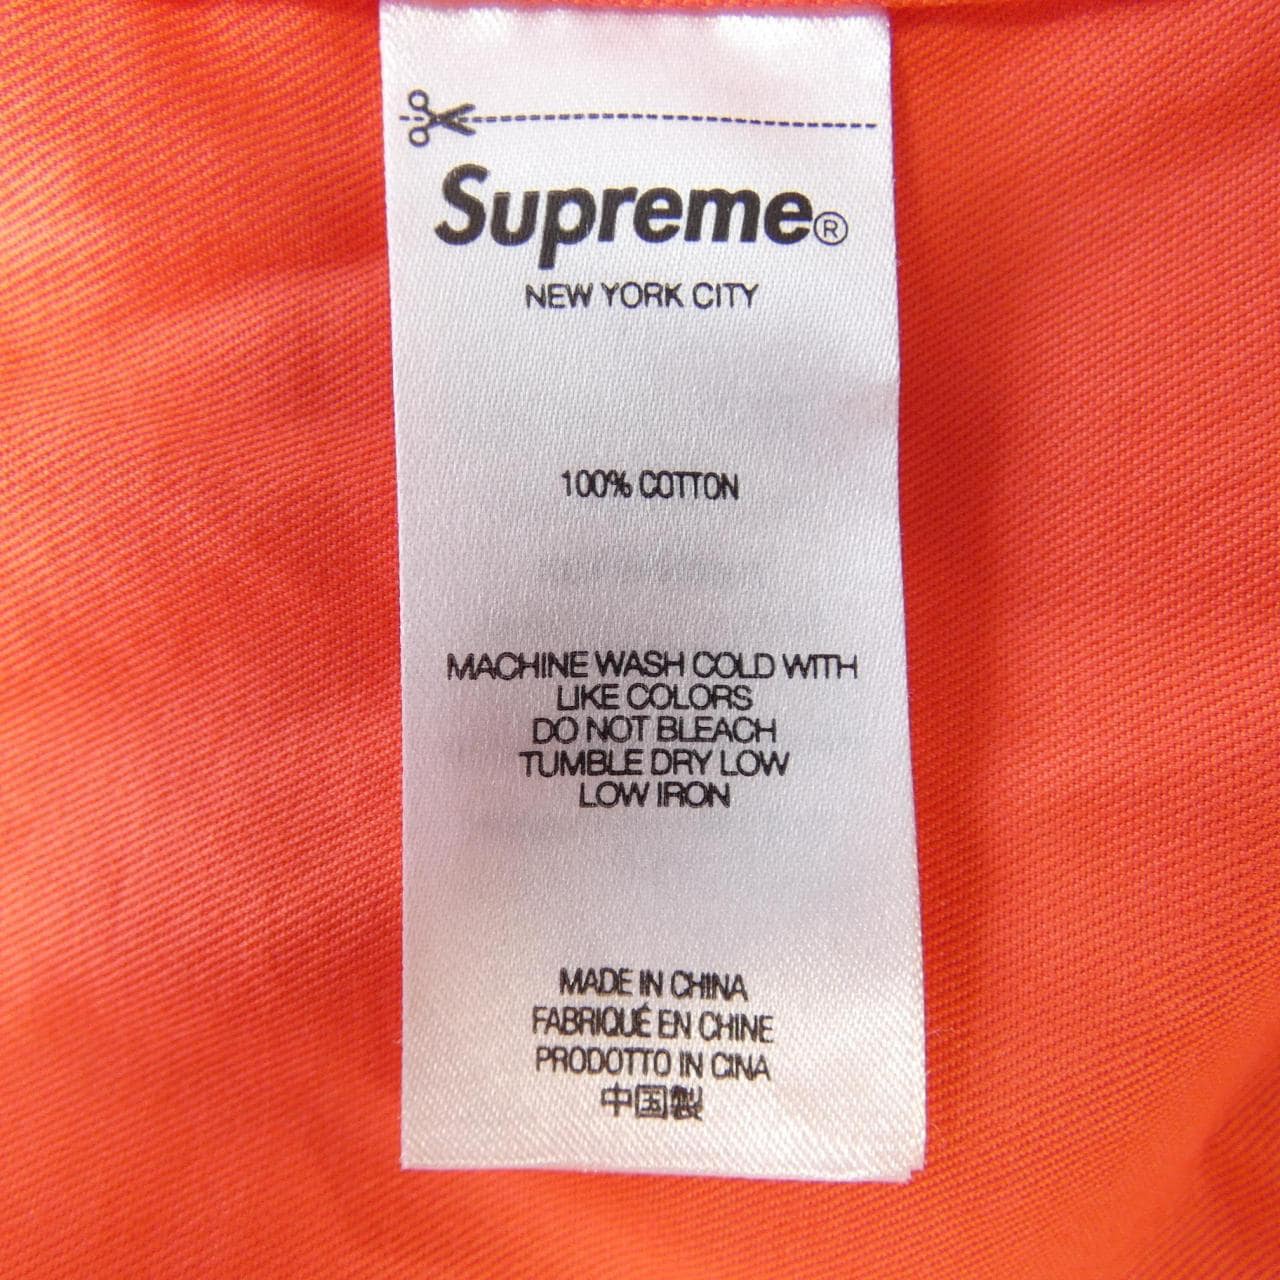 Supreme®
NEW YORK CITY
100% COTTON
MACHINE WASH COLD WITH
LIKE COLORS
DO NOT BLEACH
TUMBLE DRY LOW
LOW IRON
MADE IN CHINA
FABRIQUÉ EN CHINE
PRODOTTO IN CINA
中国製